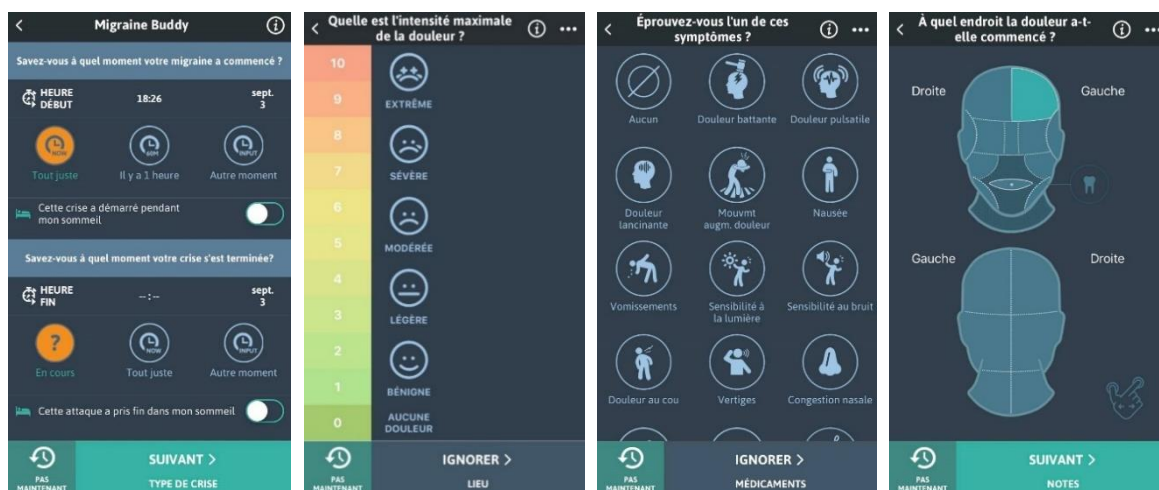 Migraine Buddy
Savez-vous à quel moment votre migraine a commencé ?
HEURE
DÉBUT
18:26
sept.
3
NOW
60M
INPUT
Tout juste
Il y a 1 heure
Autre moment
Cette crise a démarré pendant
mon sommeil
Savez-vous à quel moment votre crise s'est terminée?
HEURE
FIN
--:--
sept.
3
?
NOW
INPUT
En cours
Tout juste
Autre moment
Cette attaque a pris fin dans mon sommeil
PAS
MAINTENANT
SUIVANT >
TYPE DE CRISE
Quelle est l'intensité maximale
de la douleur ?
10
9
8
7
6
5
4
3
2
1
0
EXTRÊME
SÉVÈRE
MODÉRÉE
LÉGÈRE
BÉNIGNE
AUCUNE
DOULEUR
PAS
MAINTENANT
IGNORER >
LIEU
Éprouvez-vous l'un de ces
symptômes ?
Aucun
Douleur battante
Douleur pulsatile
Douleur
lancinante
Mouvmt
augm. douleur
Nausée
Vomissements
Sensibilité à
la lumière
Sensibilité au bruit
Douleur au cou
Vertiges
Congestion nasale
PAS
MAINTENANT
IGNORER >
MÉDICAMENTS
À quel endroit la douleur a-t-
elle commencé ?
Droite
Gauche
Gauche
Droite
PAS
MAINTENANT
SUIVANT >
NOTES